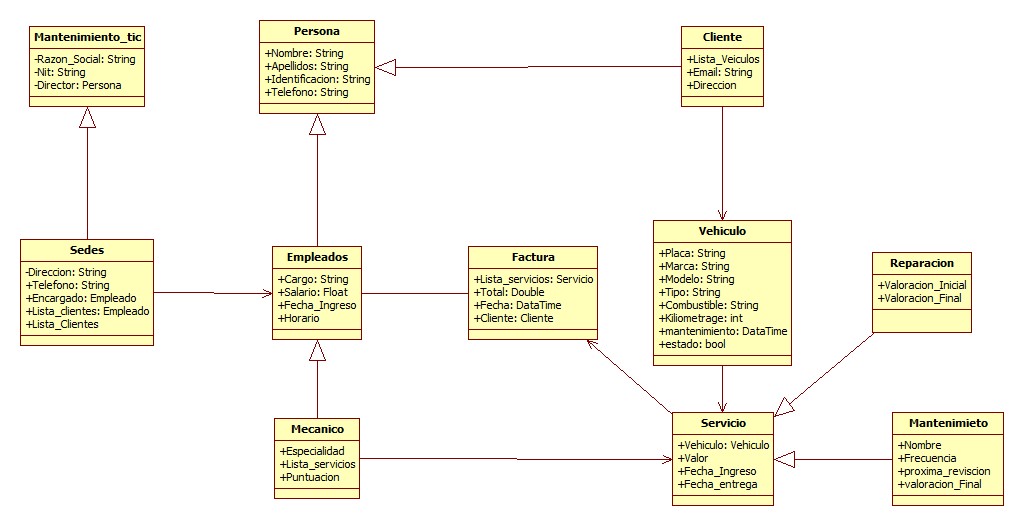 Mantenimiento_tic
-Razon_Social: String
-Nit: String
-Director: Persona
Persona
+Nombre: String
+Apellidos: String
+Identificacion: String
+Telefono: String
Cliente
+Lista_Veiculos
+Email: String
+Direccion
Sedes
-Direccion: String
+Telefono: String
+Encargado: Empleado
+Lista_clientes: Empleado
+Lista_Clientes
Empleados
+Cargo: String
+Salario: Float
+Fecha_Ingreso
+Horario
Factura
+Lista_servicios: Servicio
+Total: Double
+Fecha: DataTime
+Cliente: Cliente
Vehiculo
+Placa: String
+Marca: String
+Modelo: String
+Tipo: String
+Combustible: String
+Kilometrage: int
+mantenimiento: DataTime
+estado: bool
Reparacion
+Valoracion_Inicial
+Valoracion_Final
Mecanico
+Especialidad
+Lista_servicios
+Puntuacion
Servicio
+Vehiculo: Vehiculo
+Valor
+Fecha_Ingreso
+Fecha_entrega
Mantenimieto
+Nombre
+Frecuencia
+proxima_reviscion
+valoracion_Final